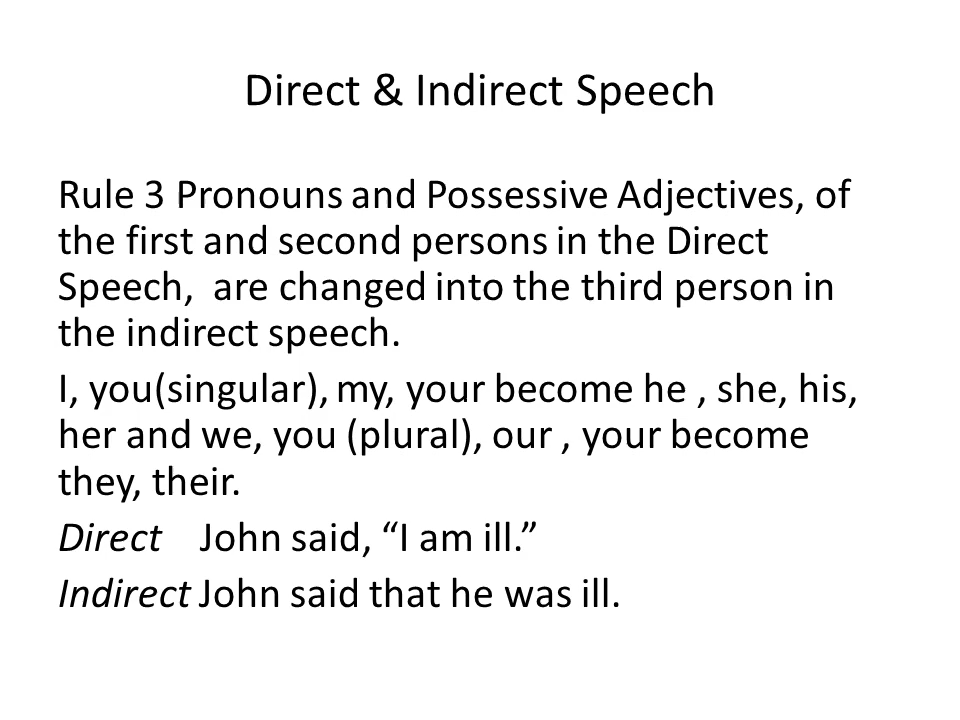 Direct & Indirect Speech
Rule 3 Pronouns and Possessive Adjectives, of
the first and second persons in the Direct
Speech,  are changed into the third person in
the indirect speech.
I, you(singular), my, your become he , she, his,
her and we, you (plural), our , your become
they, their.
Direct    John said, “I am ill.”
Indirect John said that he was ill.